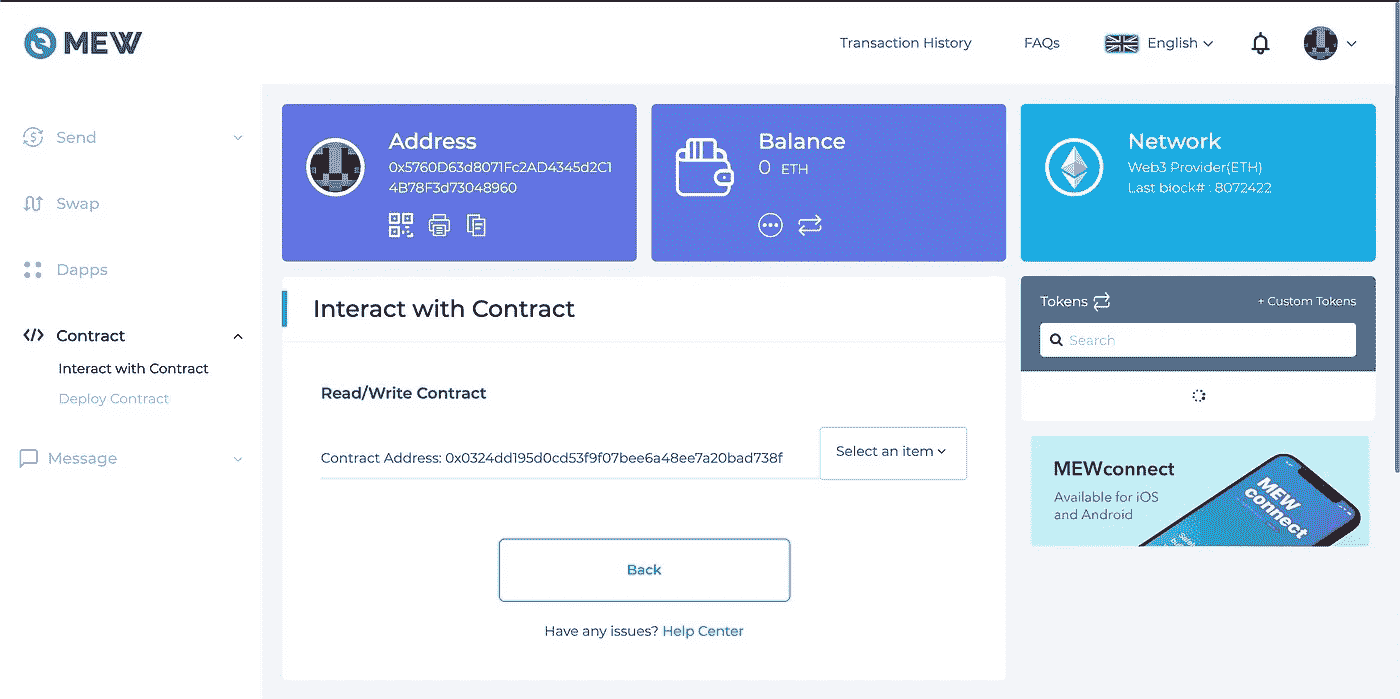 MEW
Transaction History
FAQs
English
Send
Swap
Dapps
Contract
Interact with Contract
Deploy Contract
Message
Address
0x5760D63d8071Fc2AD4345d2C1
4B78F3d73048960
Balance
0 ETH
Network
Web3 Provider(ETH)
Last block# : 8072422
Interact with Contract
Read/Write Contract
Contract Address: 0x0324dd195d0cd53f9f07bee6a48ee7a20bad738f
Select an item
Back
Have any issues? Help Center
Tokens
+ Custom Tokens
Search
MEWconnect
Available for iOS
and Android
MEW
connect